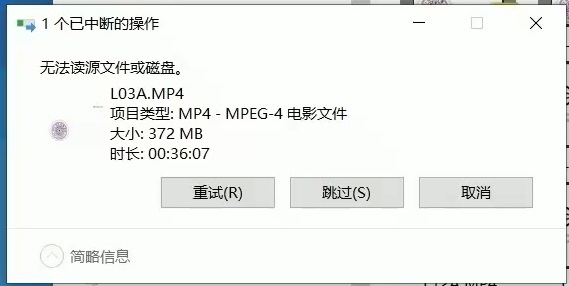 1 个已中断的操作
无法读源文件或磁盘。
L03A.MP4
项目类型: MP4 - MPEG-4 电影文件
大小: 372 MB
时长: 00:36:07
重试(R)
跳过(S)
取消
简略信息